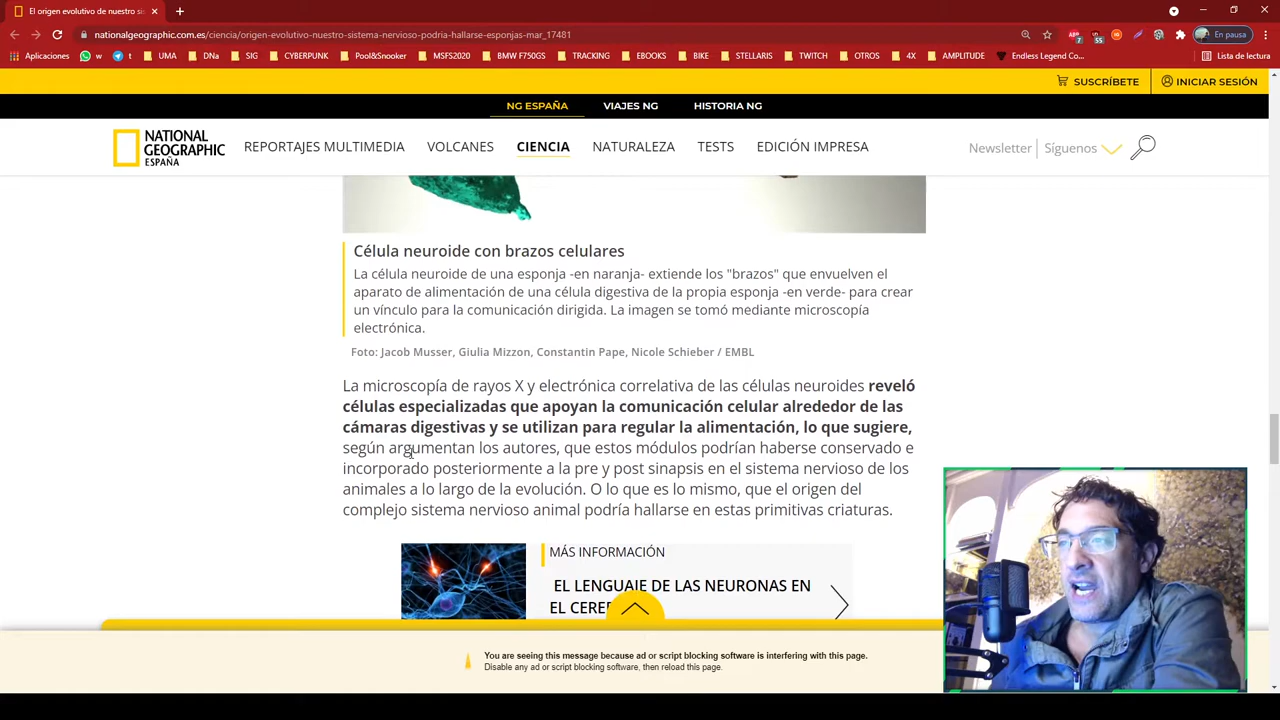 El origen evolutivo de nuestro sis
nationalgeographic.com.es/ciencia/origen-evolutivo-nuestro-sistema-nervioso-podria-hallarse-esponjas-mar_17481
En pausa
Aplicaciones W UMA DNa SIG CYBERPUNK Pool&Snooker MSFS2020 BMW F750GS TRACKING EBOOKS BIKE STELLARIS TWITCH OTROS 4X AMPLITUDE Endless Legend Co... Lista de lectura
SUSCRÍBETE INICIAR SESIÓN
NG ESPAÑA VIAJES NG HISTORIA NG
NATIONAL
GEOGRAPHIC
ESPAÑA
REPORTAJES MULTIMEDIA VOLCANES CIENCIA NATURALEZA TESTS EDICIÓN IMPRESA Newsletter Síguenos
Célula neuroide con brazos celulares
La célula neuroide de una esponja -en naranja- extiende los "brazos" que envuelven el
aparato de alimentación de una célula digestiva de la propia esponja -en verde- para crear
un vínculo para la comunicación dirigida. La imagen se tomó mediante microscopía
electrónica.
Foto: Jacob Musser, Giulia Mizzon, Constantin Pape, Nicole Schieber / EMBL
La microscopía de rayos X y electrónica correlativa de las células neuroides reveló
células especializadas que apoyan la comunicación celular alrededor de las
cámaras digestivas y se utilizan para regular la alimentación, lo que sugiere,
según argumentan los autores, que estos módulos podrían haberse conservado e
incorporado posteriormente a la pre y post sinapsis en el sistema nervioso de los
animales a lo largo de la evolución. O lo que es lo mismo, que el origen del
complejo sistema nervioso animal podría hallarse en estas primitivas criaturas.
MÁS INFORMACIÓN
EL LENGUAJE DE LAS NEURONAS EN
EL CEREB
You are seeing this message because ad or script blocking software is interfering with this page.
Disable any ad or script blocking software, then reload this page.